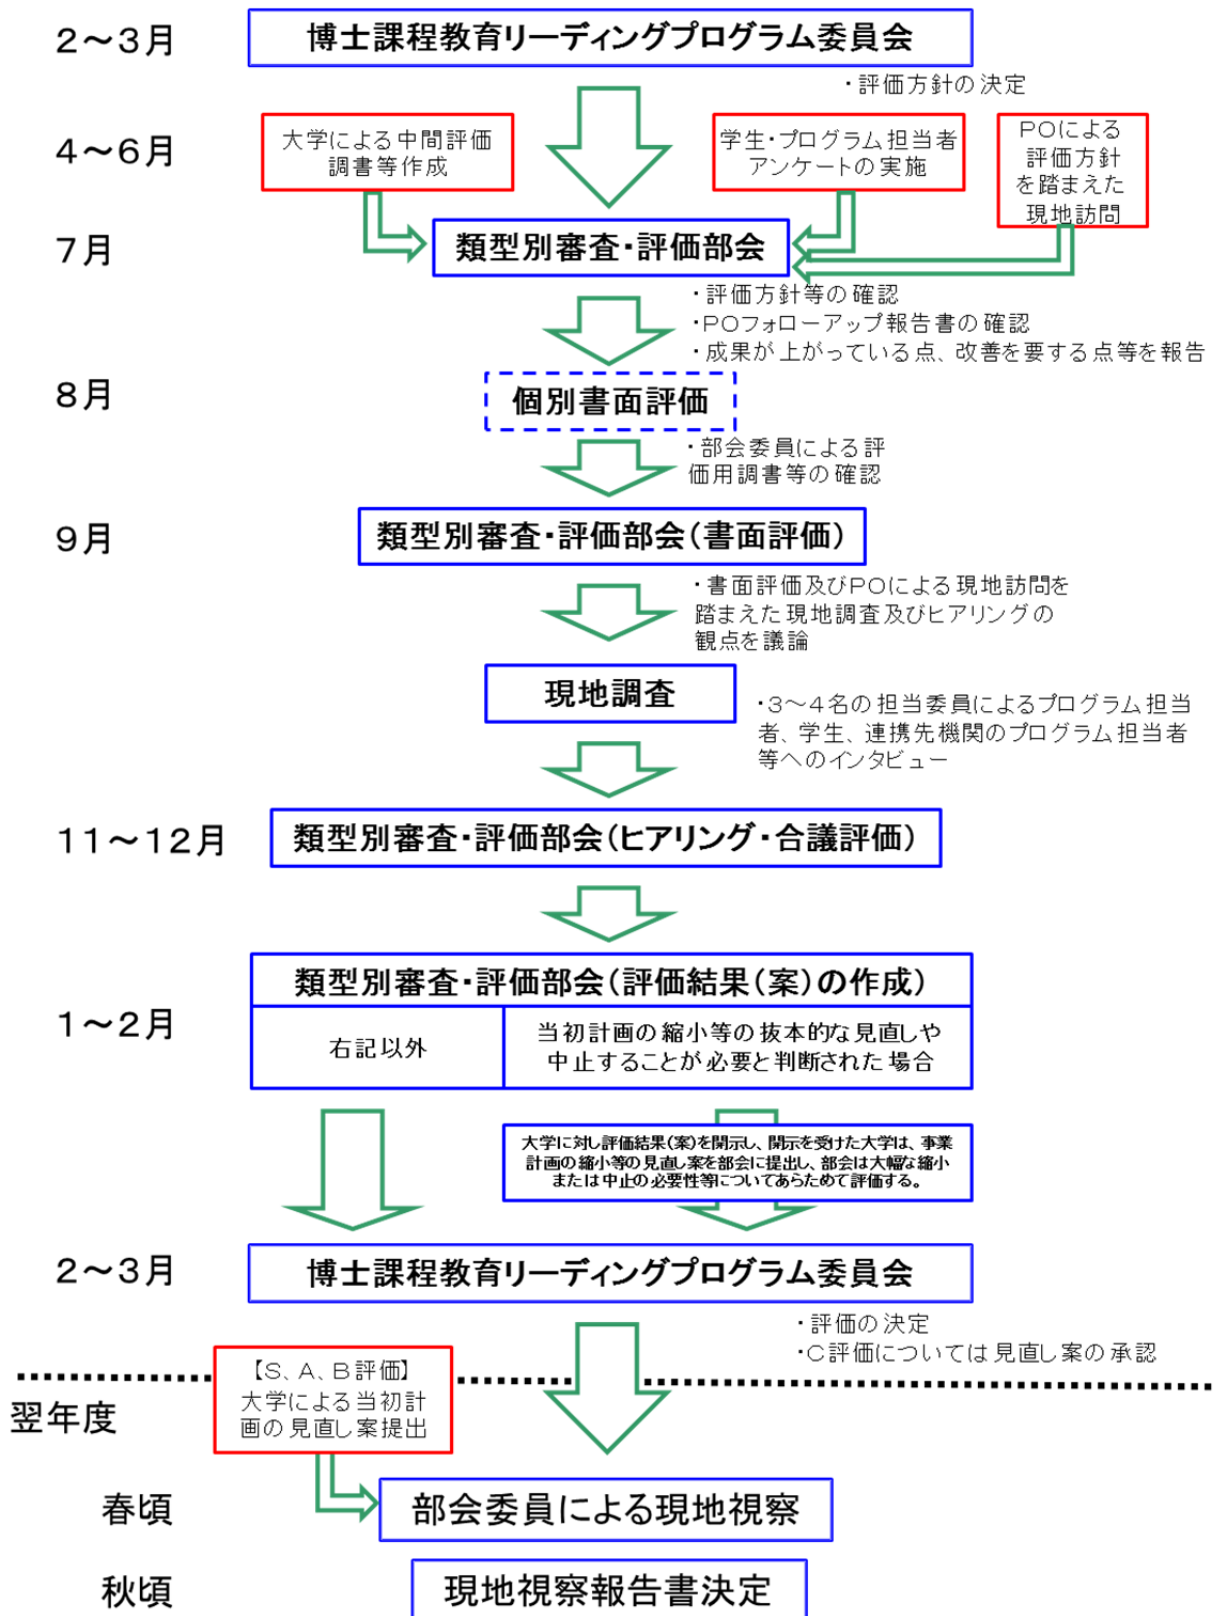 2～3月
博士課程教育リーディングプログラム委員会
・評価方針の決定
4～6月
大学による中間評価
調書等作成
学生・プログラム担当者
アンケートの実施
POによる
評価方針
を踏まえた
現地訪問
7月
類型別審査・評価部会
・評価方針等の確認
・POフォローアップ報告書の確認
・成果が上がっている点、改善を要する点等を報告
8月
個別書面評価
・部会委員による評
価用調書等の確認
9月
類型別審査・評価部会(書面評価)
・書面評価及びPOによる現地訪問を
踏まえた現地調査及びヒアリングの
観点を議論
現地調査
・3～4名の担当委員によるプログラム担当
者、学生、連携先機関のプログラム担当者
等へのインタビュー
11～12月
類型別審査・評価部会(ヒアリング・合議評価)
1～2月
類型別審査・評価部会(評価結果(案)の作成)
右記以外
当初計画の縮小等の抜本的な見直しや
中止することが必要と判断された場合
大学に対し評価結果(案)を開示し、開示を受けた大学は、事業
計画の縮小等の見直し案を部会に提出し、部会は大幅な縮小
または中止の必要性等についてあらためて評価する。
2～3月
博士課程教育リーディングプログラム委員会
・評価の決定
・C評価については見直し案の承認
【S、A、B評価】
大学による当初計
画の見直し案提出
翌年度
春頃
部会委員による現地視察
秋頃
現地視察報告書決定